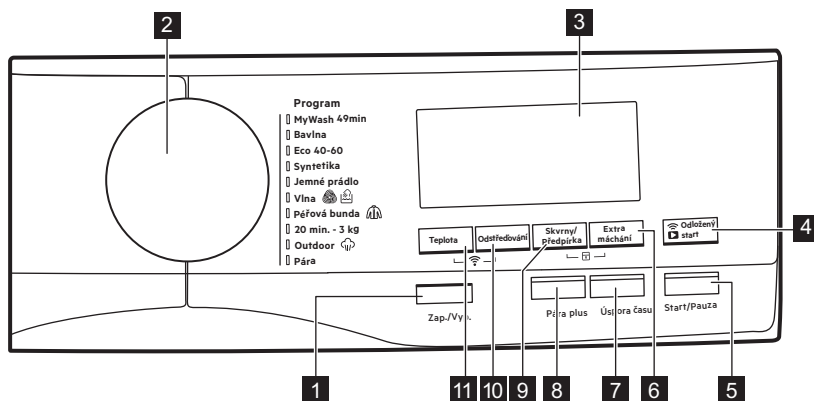 2
3
Program
MyWash 49min
Bavlna
Eco 40-60
Syntetika
Jemné prádlo
Vlna
Péřová bunda
20 min. - 3 kg
Outdoor
Pára
Teplota
Odstřeďování
Skvrny/
Předpírka
Extra
máchání
Odložený
start
4
Zap./Vyp.
Pára plus
Úspora času
Start/Pauza
1
11
10
9
8
7
6
5